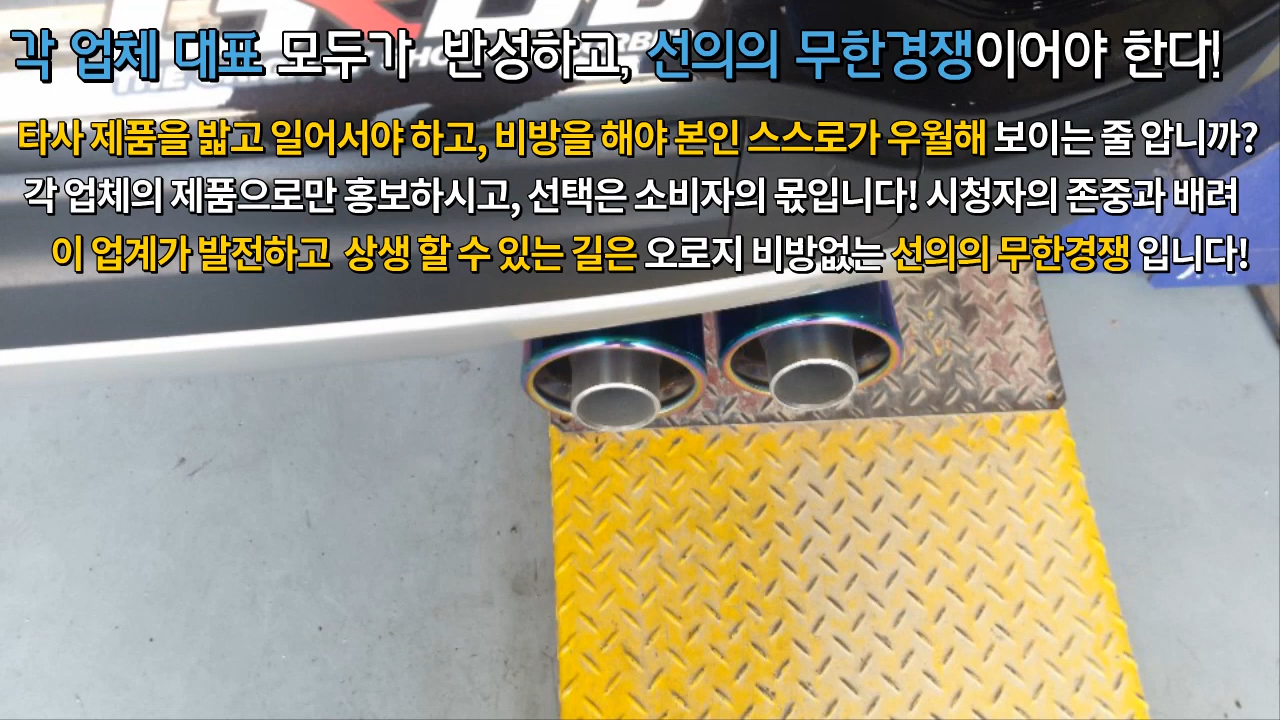 각 업체 대표 모두가 반성하고, 선의의 무한경쟁이어야 한다!
타사 제품을 밟고 일어서야 하고, 비방을 해야 본인 스스로가 우월해 보이는 줄 압니까?
각 업체의 제품으로만 홍보하시고, 선택은 소비자의 몫입니다! 시청자의 존중과 배려
이 업계가 발전하고 상생 할 수 있는 길은 오로지 비방없는 선의의 무한경쟁 입니다!